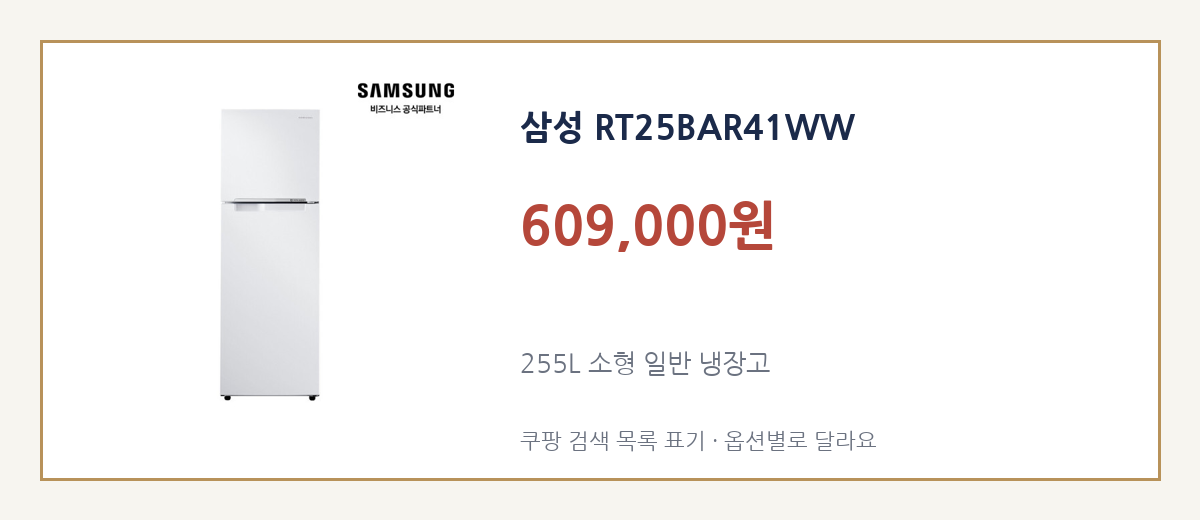 SAMSUNG
비즈니스 공식파트너
삼성 RT25BAR41WW
609,000원
255L 소형 일반 냉장고
쿠팡 검색 목록 표기 · 옵션별로 달라요